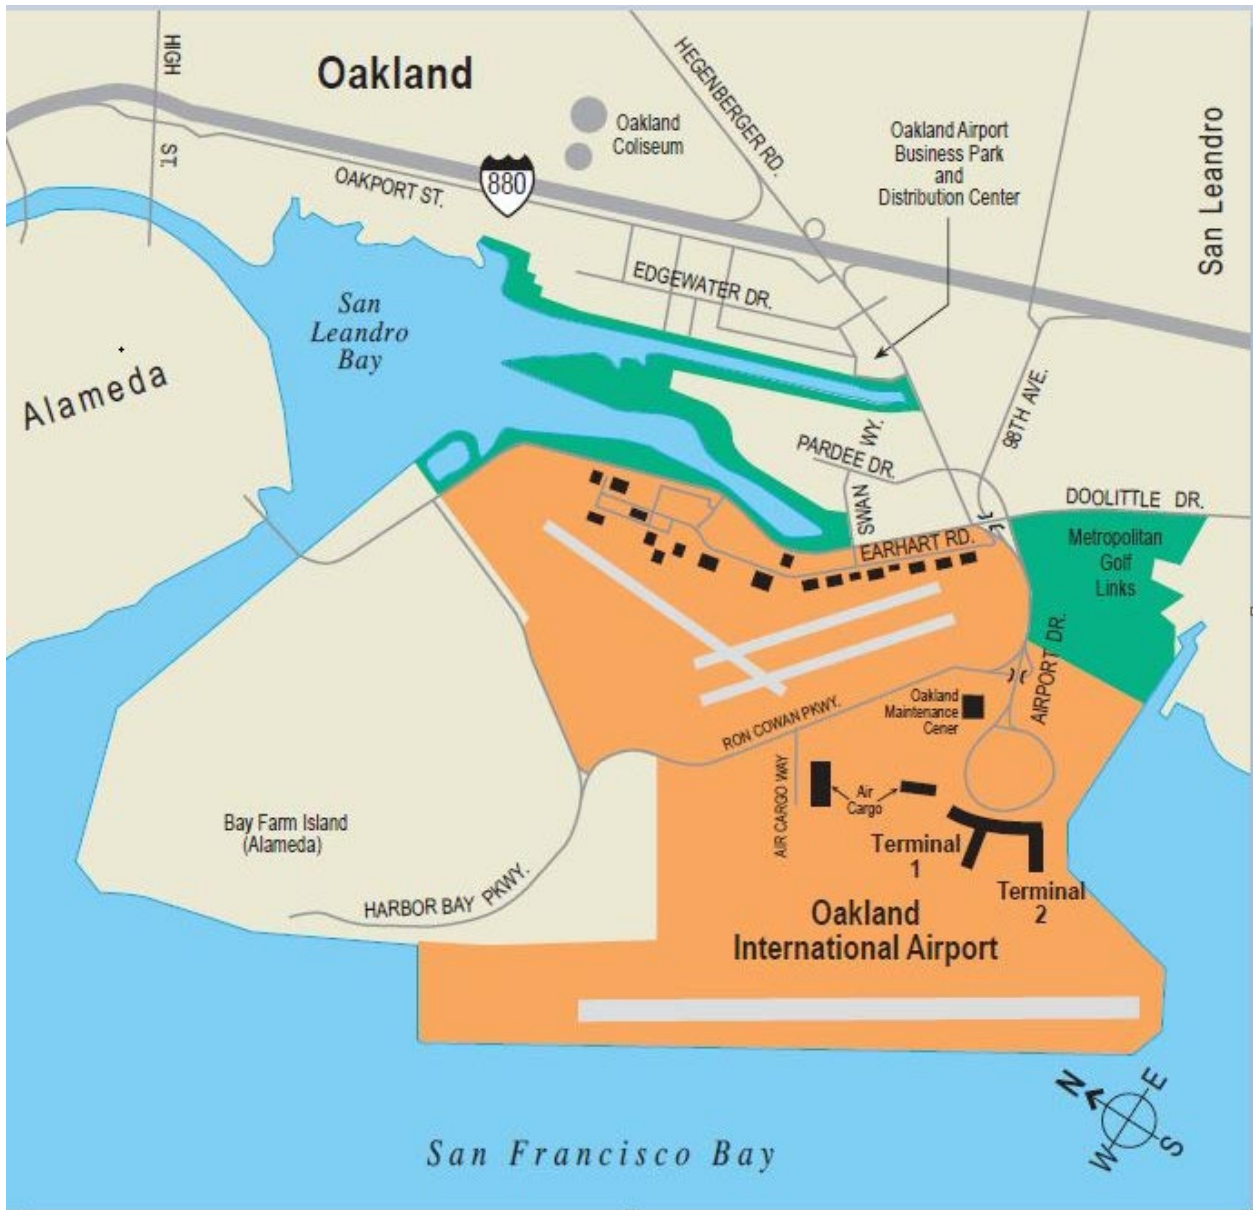 HIGH
ST.
Oakland
HEGENBERGER RD.
Oakland
Coliseum
Oakland Airport
Business Park
and
Distribution Center
San Leandro
OAKPORT ST.
880
EDGEWATER DR.
San
Leandro
Bay
Alameda
98TH AVE.
PARDEE DR.
SWAN WY.
DOOLITTLE DR.
EARHART RD.
Metropolitan
Golf
Links
AIRPORT DR.
Oakland
Maintenance
Cener
RON COWAN PKWY.
AIR CARGO WAY
Air
Cargo
Terminal
1
Terminal
2
Bay Farm Island
(Alameda)
HARBOR BAY PKWY.
Oakland
International Airport
N
E
W
S
San Francisco Bay